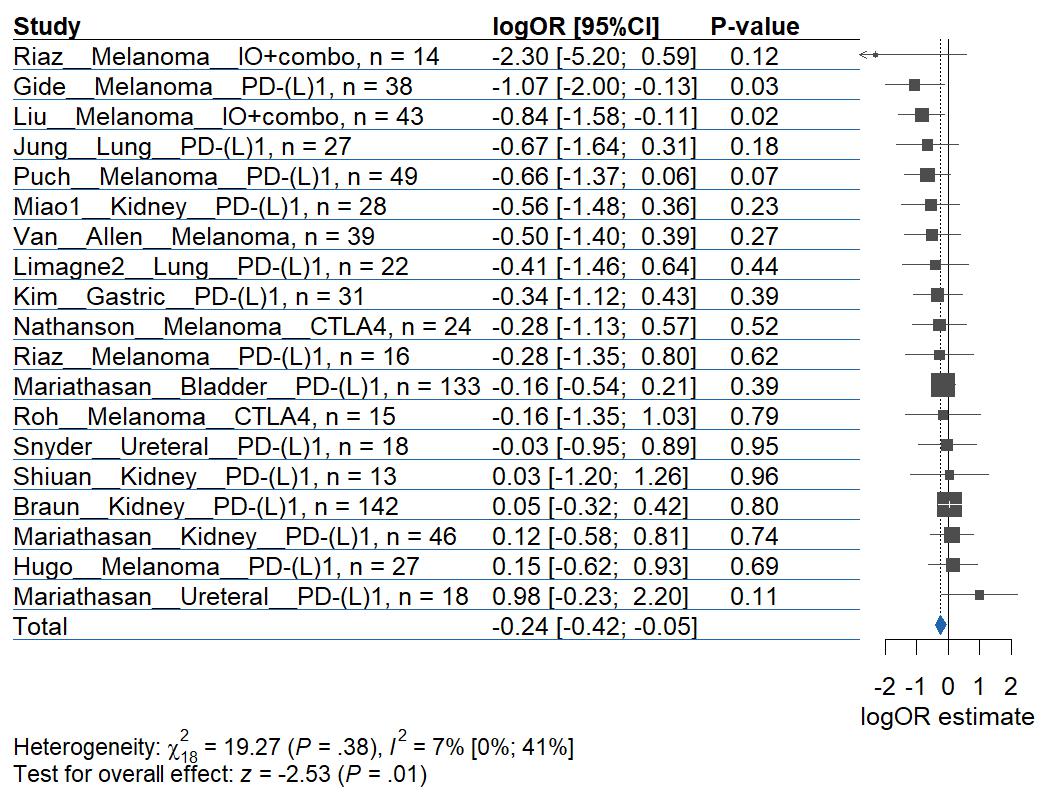 Study logOR [95%CI] P-value
Riaz__Melanoma__IO+combo, n = 14 -2.30 [-5.20; 0.59] 0.12
Gide__Melanoma__PD-(L)1, n = 38 -1.07 [-2.00; -0.13] 0.03
Liu__Melanoma__IO+combo, n = 43 -0.84 [-1.58; -0.11] 0.02
Jung__Lung__PD-(L)1, n = 27 -0.67 [-1.64; 0.31] 0.18
Puch__Melanoma__PD-(L)1, n = 49 -0.66 [-1.37; 0.06] 0.07
Miao1__Kidney__PD-(L)1, n = 28 -0.56 [-1.48; 0.36] 0.23
Van__Allen__Melanoma, n = 39 -0.50 [-1.40; 0.39] 0.27
Limagne2__Lung__PD-(L)1, n = 22 -0.41 [-1.46; 0.64] 0.44
Kim__Gastric__PD-(L)1, n = 31 -0.34 [-1.12; 0.43] 0.39
Nathanson__Melanoma__CTLA4, n = 24 -0.28 [-1.13; 0.57] 0.52
Riaz__Melanoma__PD-(L)1, n = 16 -0.28 [-1.35; 0.80] 0.62
Mariathasan__Bladder__PD-(L)1, n = 133 -0.16 [-0.54; 0.21] 0.39
Roh__Melanoma__CTLA4, n = 15 -0.16 [-1.35; 1.03] 0.79
Snyder__Ureteral__PD-(L)1, n = 18 -0.03 [-0.95; 0.89] 0.95
Shiuan__Kidney__PD-(L)1, n = 13 0.03 [-1.20; 1.26] 0.96
Braun__Kidney__PD-(L)1, n = 142 0.05 [-0.32; 0.42] 0.80
Mariathasan__Kidney__PD-(L)1, n = 46 0.12 [-0.58; 0.81] 0.74
Hugo__Melanoma__PD-(L)1, n = 27 0.15 [-0.62; 0.93] 0.69
Mariathasan__Ureteral__PD-(L)1, n = 18 0.98 [-0.23; 2.20] 0.11
Total -0.24 [-0.42; -0.05]
-2 -1 0 1 2
logOR estimate
Heterogeneity: χ²₁₈ = 19.27 (P = .38), I² = 7% [0%; 41%]
Test for overall effect: z = -2.53 (P = .01)